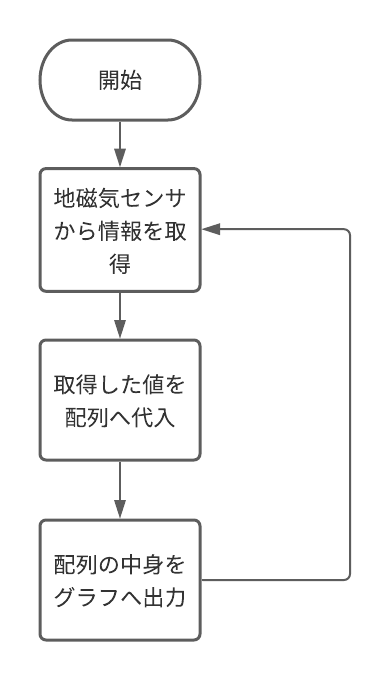 開始
地磁気センサ
から情報を取
得
取得した値を
配列へ代入
配列の中身を
グラフへ出力